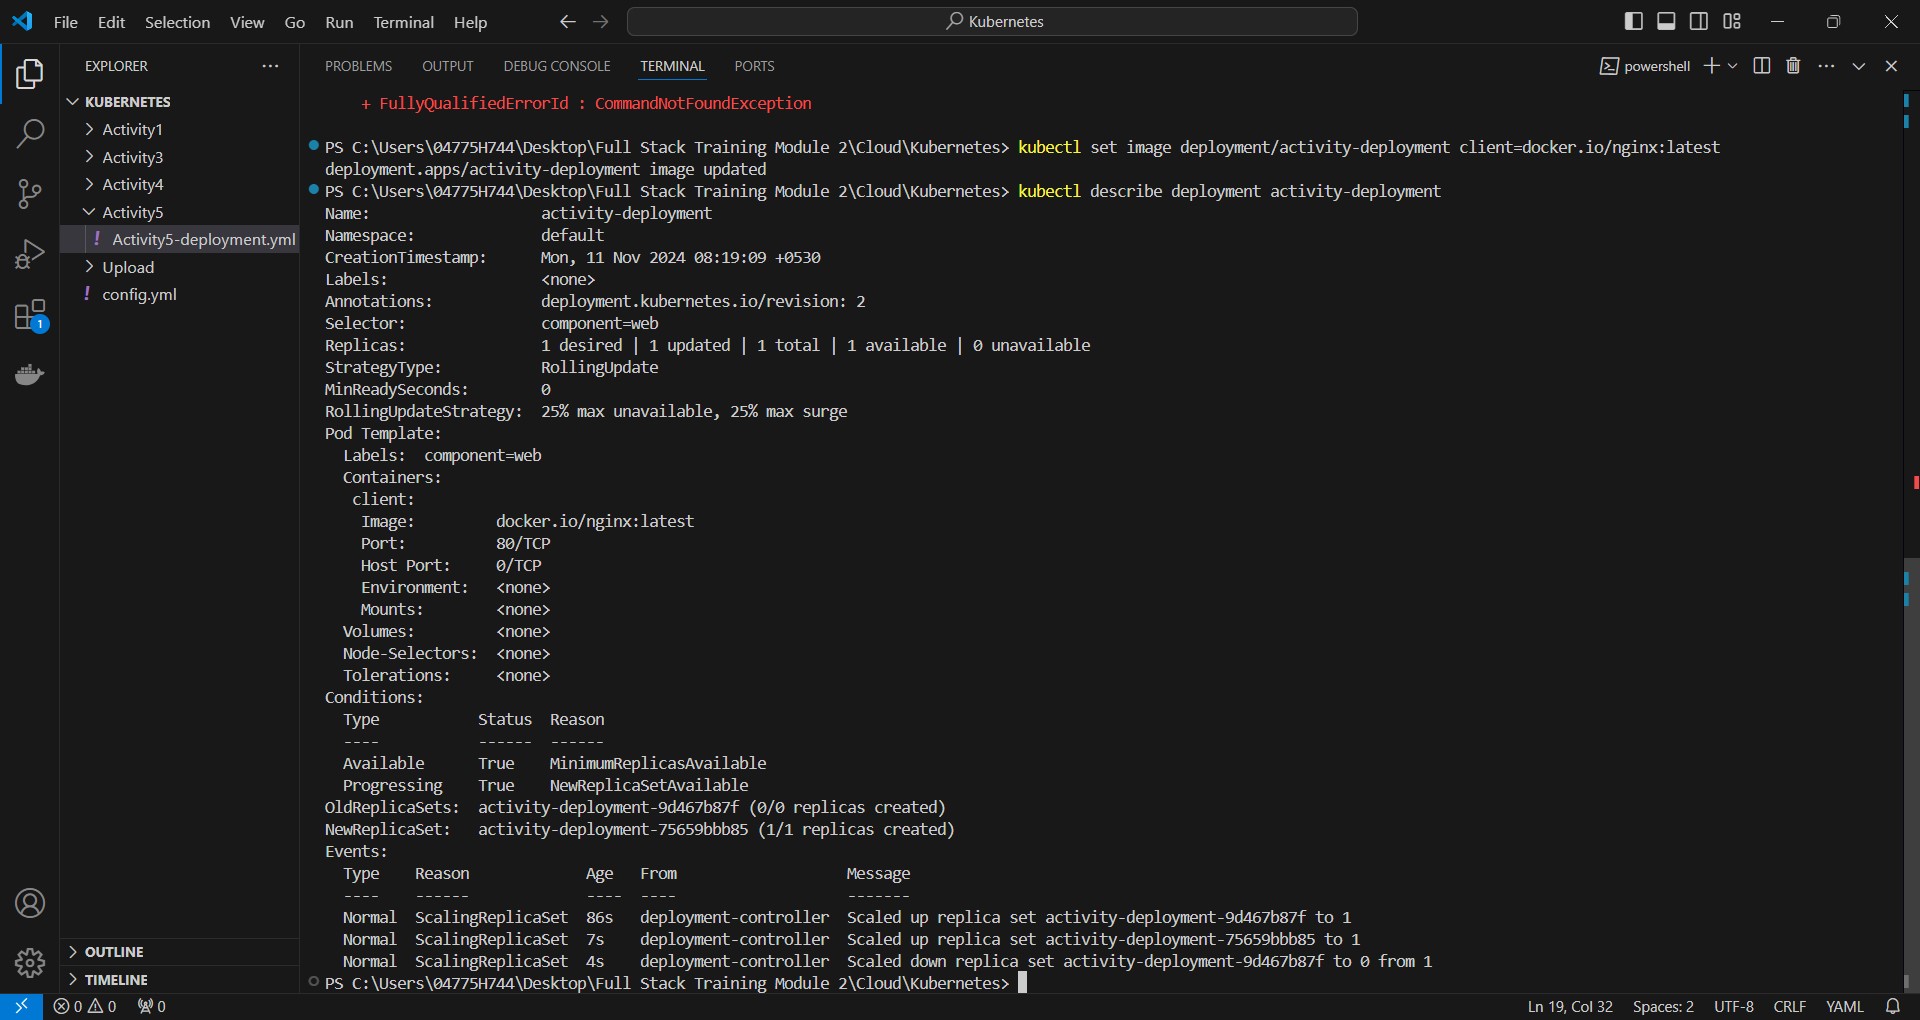 File Edit Selection View Go Run Terminal Help
Kubernetes
EXPLORER
KUBERNETES
Activity1
Activity3
Activity4
Activity5
! Activity5-deployment.yml
Upload
! config.yml
1
OUTLINE
TIMELINE
PROBLEMS OUTPUT DEBUG CONSOLE TERMINAL PORTS
powershell
+ FullyQualifiedErrorId : CommandNotFoundException
PS C:\Users\04775H744\Desktop\Full Stack Training Module 2\Cloud\Kubernetes> kubectl set image deployment/activity-deployment client=docker.io/nginx:latest
deployment.apps/activity-deployment image updated
PS C:\Users\04775H744\Desktop\Full Stack Training Module 2\Cloud\Kubernetes> kubectl describe deployment activity-deployment
Name: activity-deployment
Namespace: default
CreationTimestamp: Mon, 11 Nov 2024 08:19:09 +0530
Labels: <none>
Annotations: deployment.kubernetes.io/revision: 2
Selector: component=web
Replicas: 1 desired | 1 updated | 1 total | 1 available | 0 unavailable
StrategyType: RollingUpdate
MinReadySeconds: 0
RollingUpdateStrategy: 25% max unavailable, 25% max surge
Pod Template:
Labels: component=web
Containers:
client:
Image: docker.io/nginx:latest
Port: 80/TCP
Host Port: 0/TCP
Environment: <none>
Mounts: <none>
Volumes: <none>
Node-Selectors: <none>
Tolerations: <none>
Conditions:
Type Status Reason
---- ------ ------
Available True MinimumReplicasAvailable
Progressing True NewReplicaSetAvailable
OldReplicaSets: activity-deployment-9d467b87f (0/0 replicas created)
NewReplicaSet: activity-deployment-75659bbb85 (1/1 replicas created)
Events:
Type Reason Age From Message
---- ------ ---- ---- -------
Normal ScalingReplicaSet 86s deployment-controller Scaled up replica set activity-deployment-9d467b87f to 1
Normal ScalingReplicaSet 7s deployment-controller Scaled up replica set activity-deployment-75659bbb85 to 1
Normal ScalingReplicaSet 4s deployment-controller Scaled down replica set activity-deployment-9d467b87f to 0 from 1
PS C:\Users\04775H744\Desktop\Full Stack Training Module 2\Cloud\Kubernetes>
0 0 0 Ln 19, Col 32 Spaces: 2 UTF-8 CRLF YAML